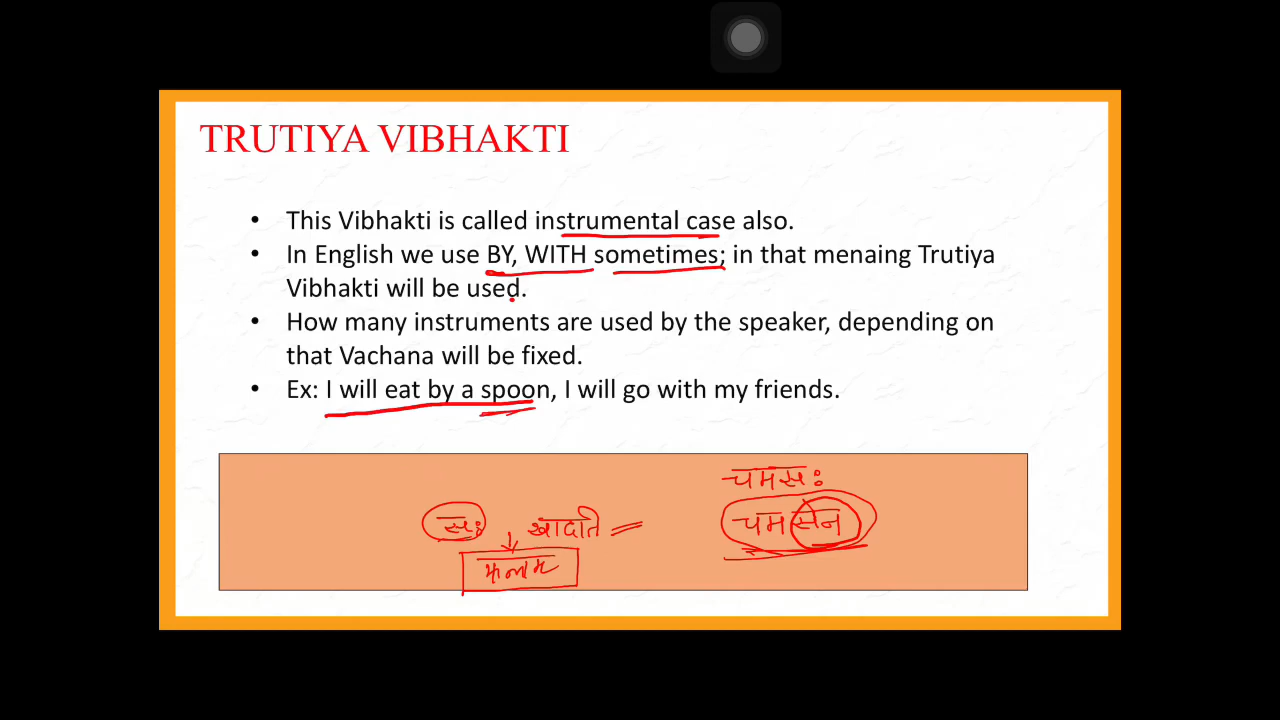 TRUTIYA VIBHAKTI
• This Vibhakti is called instrumental case also.
• In English we use BY, WITH sometimes; in that menaing Trutiya
Vibhakti will be used.
• How many instruments are used by the speaker, depending on
that Vachana will be fixed.
• Ex: I will eat by a spoon, I will go with my friends.
चमसः
सः खादति चमसेन